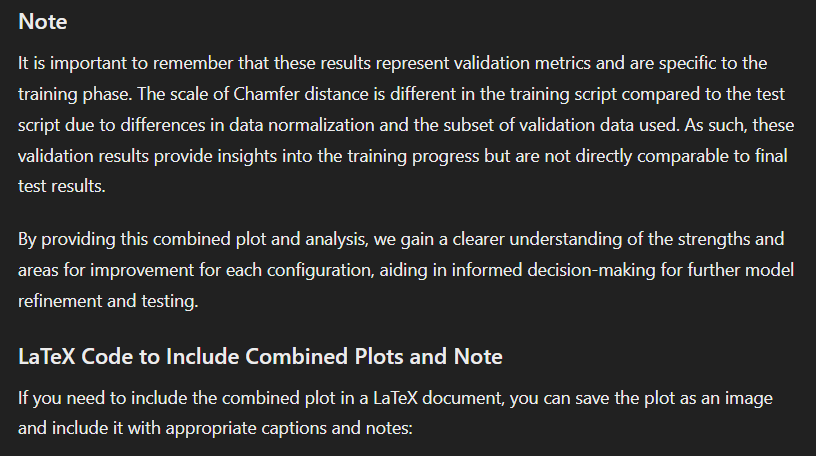 Note
It is important to remember that these results represent validation metrics and are specific to the
training phase. The scale of Chamfer distance is different in the training script compared to the test
script due to differences in data normalization and the subset of validation data used. As such, these
validation results provide insights into the training progress but are not directly comparable to final
test results.
By providing this combined plot and analysis, we gain a clearer understanding of the strengths and
areas for improvement for each configuration, aiding in informed decision-making for further model
refinement and testing.
LaTeX Code to Include Combined Plots and Note
If you need to include the combined plot in a LaTeX document, you can save the plot as an image
and include it with appropriate captions and notes: